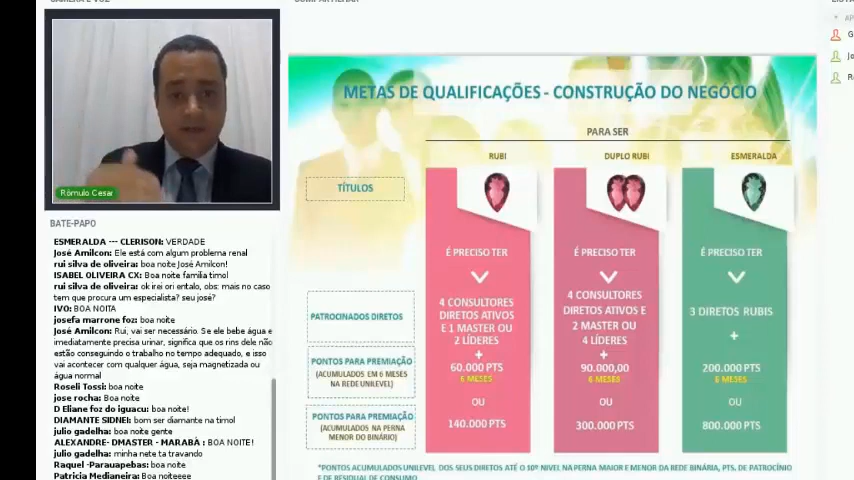 Rômulo Cesar
BATE-PAPO
ESMERALDA --- CLERISON: VERDADE
José Amilcon: Ele está com algum problema renal
rui silva de oliveira: boa noite José Amilcon!
ISABEL OLIVEIRA CX: Boa noite família timol
rui silva de oliveira: ok irei ori entalo, obs: mais no caso
tem que procura um especialista? seu josé?
IVO: BOA NOITA
josefa marrone foz: boa noite
José Amilcon: Rui, vai ser necessário. Se ele bebe água e
imediatamente precisa urinar, significa que os rins dele não
estão conseguindo o trabalho no tempo adequado, e isso
vai acontecer com qualquer água, seja magnetizada ou
água normal
Roseli Tossi: boa noite
jose rocha: Boa noite
D Eliane foz do iguacu: boa noite!
DIAMANTE SIDNEI: bom ser diamante na timol
julio gadelha: boa noite gente
ALEXANDRE- DMASTER - MARABÁ : BOA NOITE!
julio gadelha: minha nete ta travando
Raquel -Parauapebas: boa noite
Patricia Medianeira: Boa noiteeee
METAS DE QUALIFICAÇÕES - CONSTRUÇÃO DO NEGÓCIO
PARA SER
RUBI
DUPLO RUBI
ESMERALDA
TÍTULOS
É PRECISO TER
É PRECISO TER
É PRECISO TER
PATROCINADOS DIRETOS
4 CONSULTORES
DIRETOS ATIVOS
E 1 MASTER OU
2 LÍDERES
+
4 CONSULTORES
DIRETOS ATIVOS E
2 MASTER OU
4 LÍDERES
+
3 DIRETOS RUBIS
+
PONTOS PARA PREMIAÇÃO
(ACUMULADOS EM 6 MESES
NA REDE UNILEVEL)
60.000 PTS
6 MESES
OU
90.000,00
6 MESES
OU
200.000 PTS
6 MESES
OU
PONTOS PARA PREMIAÇÃO
(ACUMULADOS NA PERNA
MENOR DO BINÁRIO)
140.000 PTS
300.000 PTS
800.000 PTS
*PONTOS ACUMULADOS UNILEVEL DOS SEUS DIRETOS ATÉ O 10º NIVEL NA PERNA MAIOR E MENOR DA REDE BINÁRIA, PTS. DE PATROCÍNIO
E DE RESIDUAL DE CONSUMO